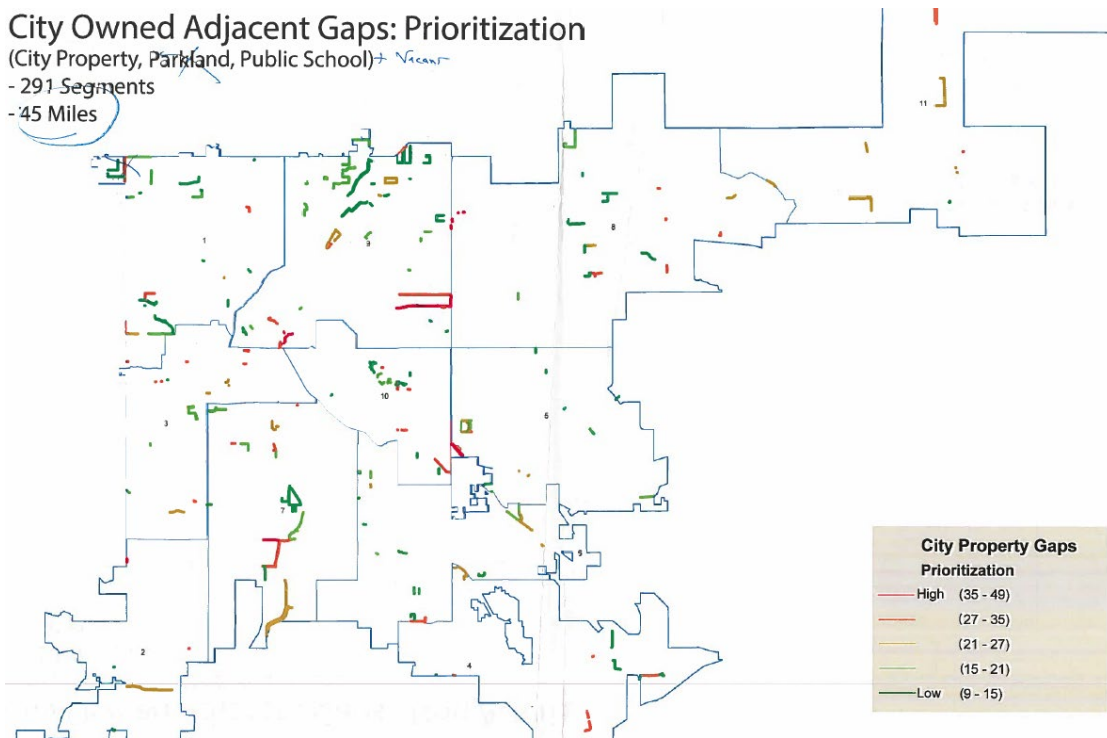 City Owned Adjacent Gaps: Prioritization
(City Property, Parkland, Public School) + Vacant
- 291 Segments
- 45 Miles
11
1
9
8
10
3
6
7
5
2
4
City Property Gaps
Prioritization
High (35 - 49)
(27 - 35)
(21 - 27)
(15 - 21)
Low (9 - 15)